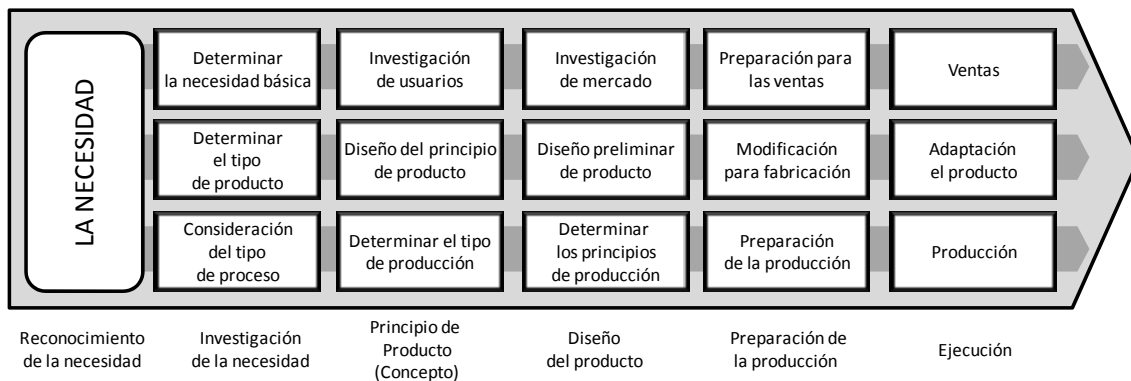 LA NECESIDAD
Determinar
la necesidad básica
Investigación
de usuarios
Investigación
de mercado
Preparación para
las ventas
Ventas
Determinar
el tipo
de producto
Diseño del principio
de producto
Diseño preliminar
de producto
Modificación
para fabricación
Adaptación
el producto
Consideración
del tipo
de proceso
Determinar el tipo
de producción
Determinar
los principios
de producción
Preparación
de la producción
Producción
Reconocimiento
de la necesidad
Investigación
de la necesidad
Principio de
Producto
(Concepto)
Diseño
del producto
Preparación de
la producción
Ejecución